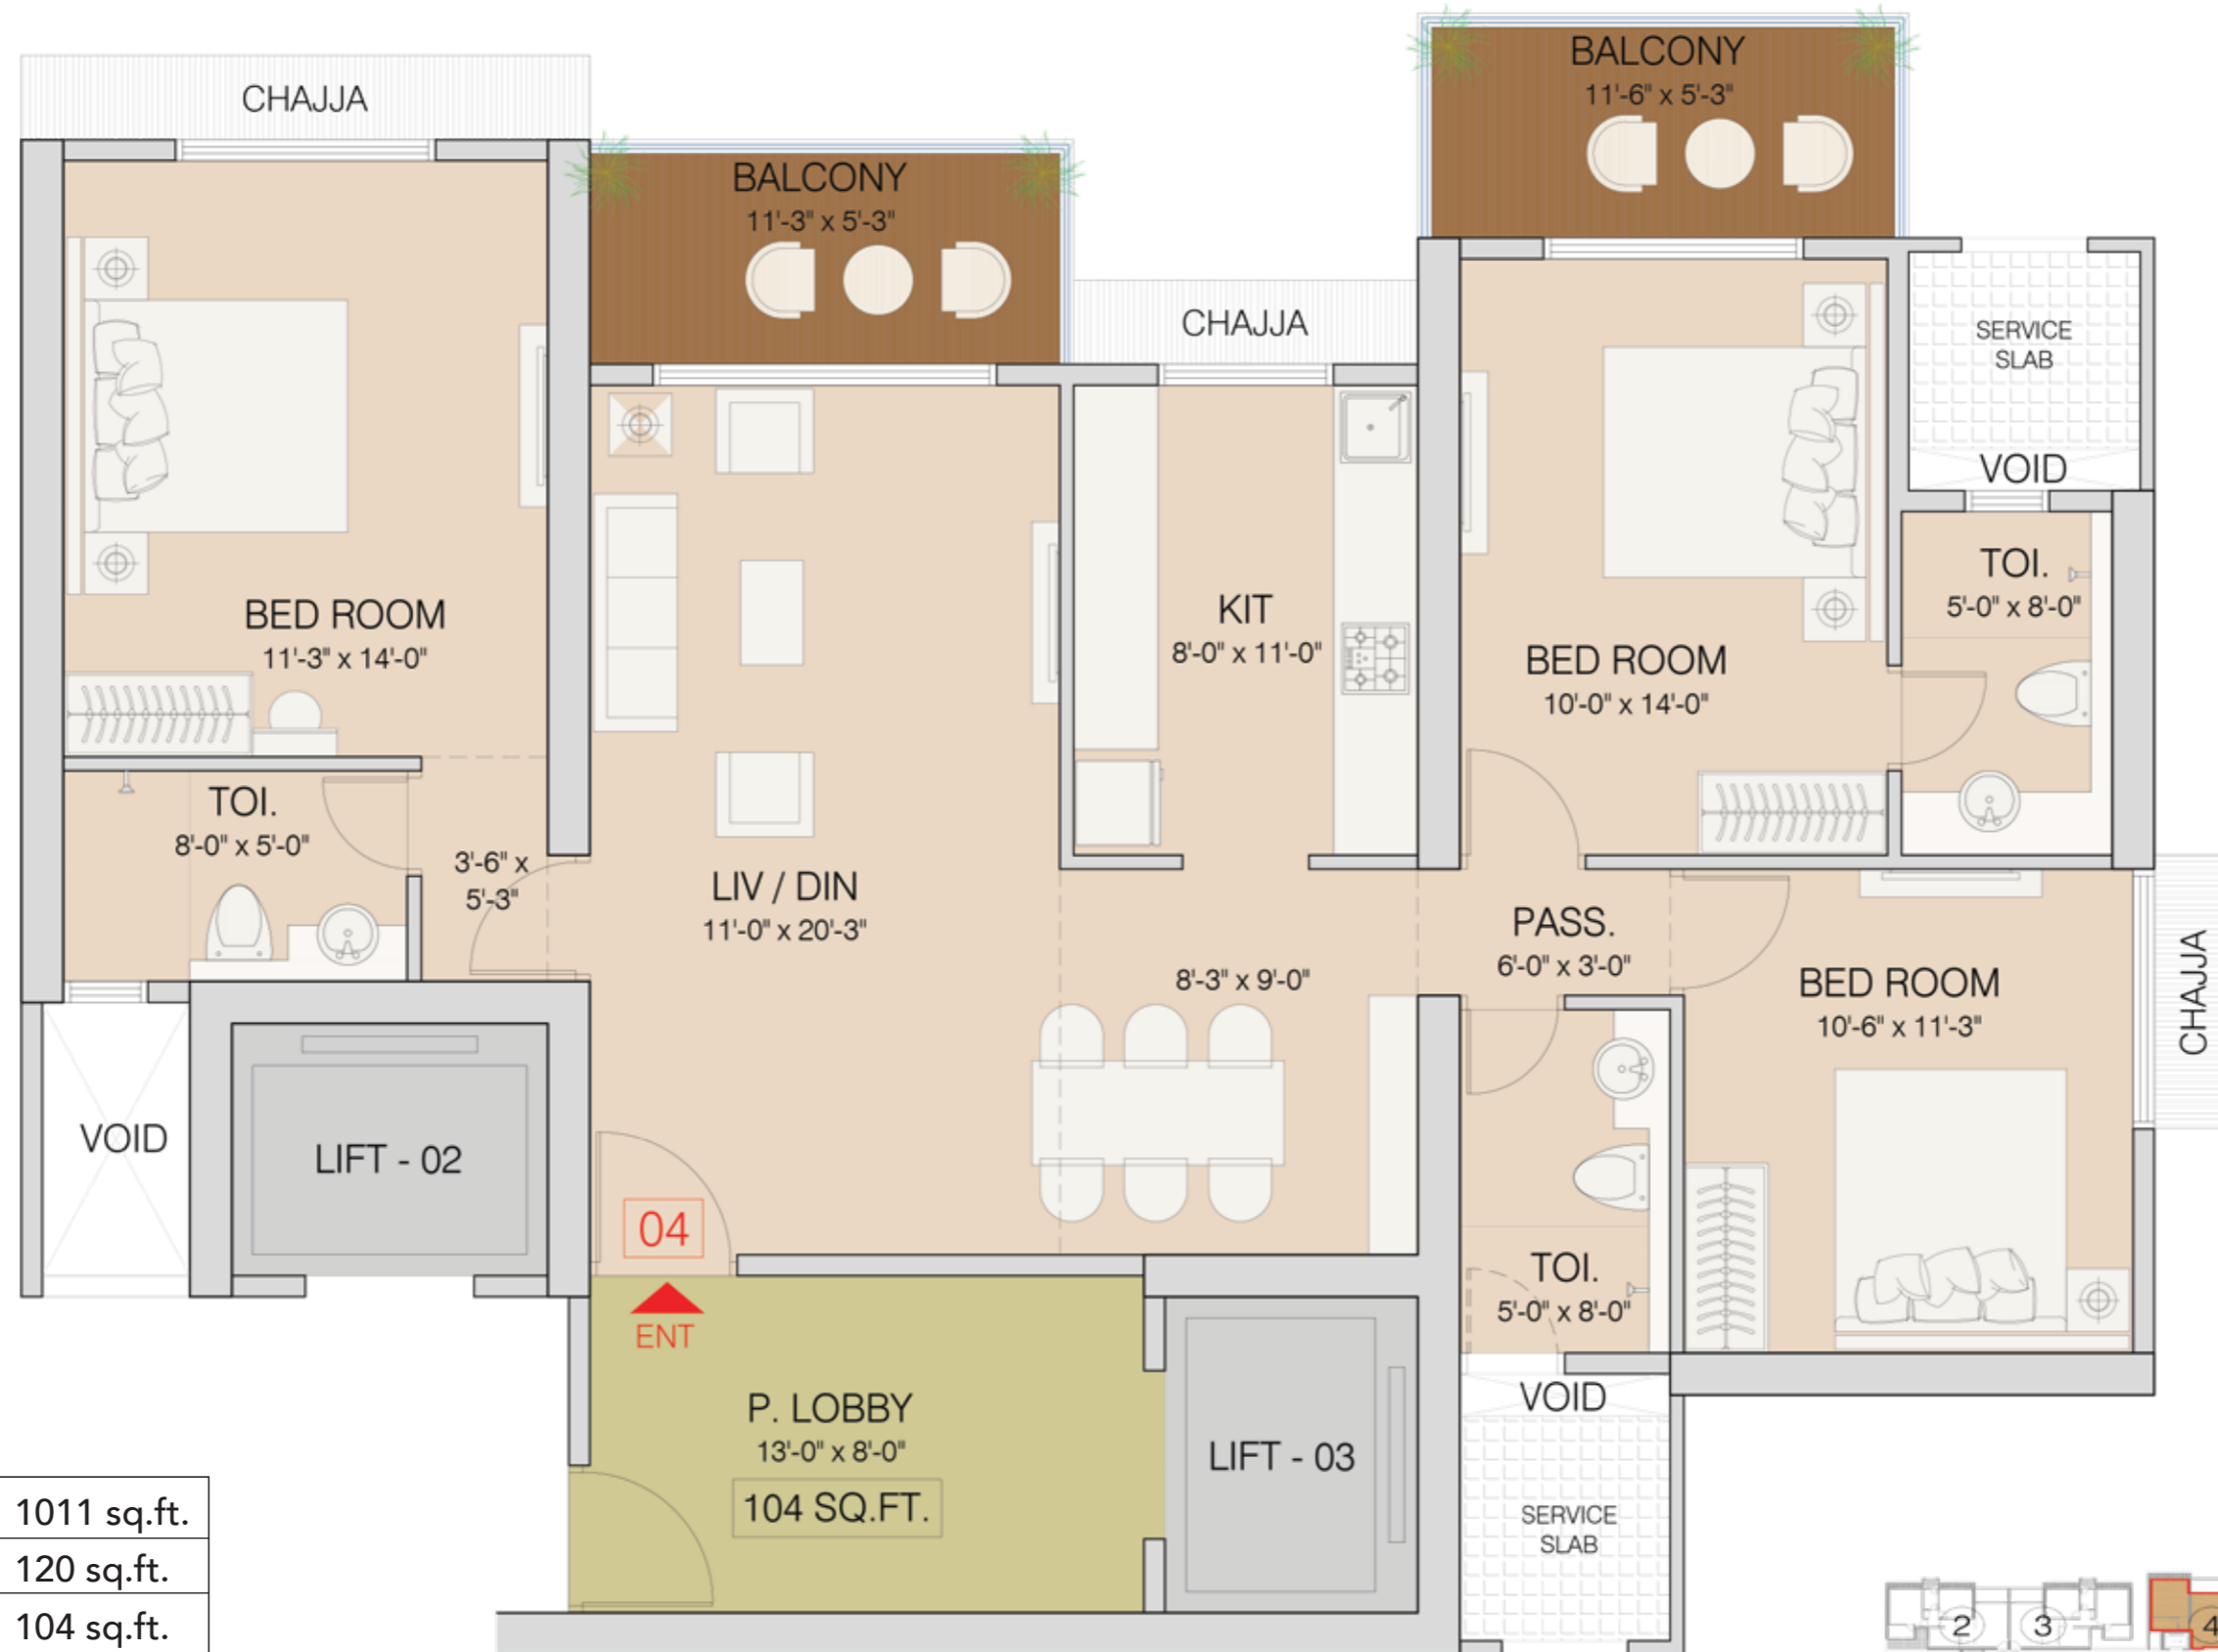 BALCONY
11'-6" x 5'-3"
CHAJJA
BALCONY
11'-3" x 5'-3"
CHAJJA
SERVICE
SLAB
VOID
TOI.
5'-0" x 8'-0"
BED ROOM
11'-3" x 14'-0"
KIT
8'-0" x 11'-0"
BED ROOM
10'-0" x 14'-0"
TOI.
8'-0" x 5'-0"
3'-6" x
5'-3"
LIV / DIN
11'-0" x 20'-3"
PASS.
6'-0" x 3'-0"
8'-3" x 9'-0"
BED ROOM
10'-6" x 11'-3"
CHAJJA
VOID
LIFT - 02
04
ENT
TOI.
5'-0" x 8'-0"
P. LOBBY
13'-0" x 8'-0"
104 SQ.FT.
LIFT - 03
VOID
SERVICE
SLAB
1011 sq.ft.
120 sq.ft.
104 sq.ft.
2
3
4